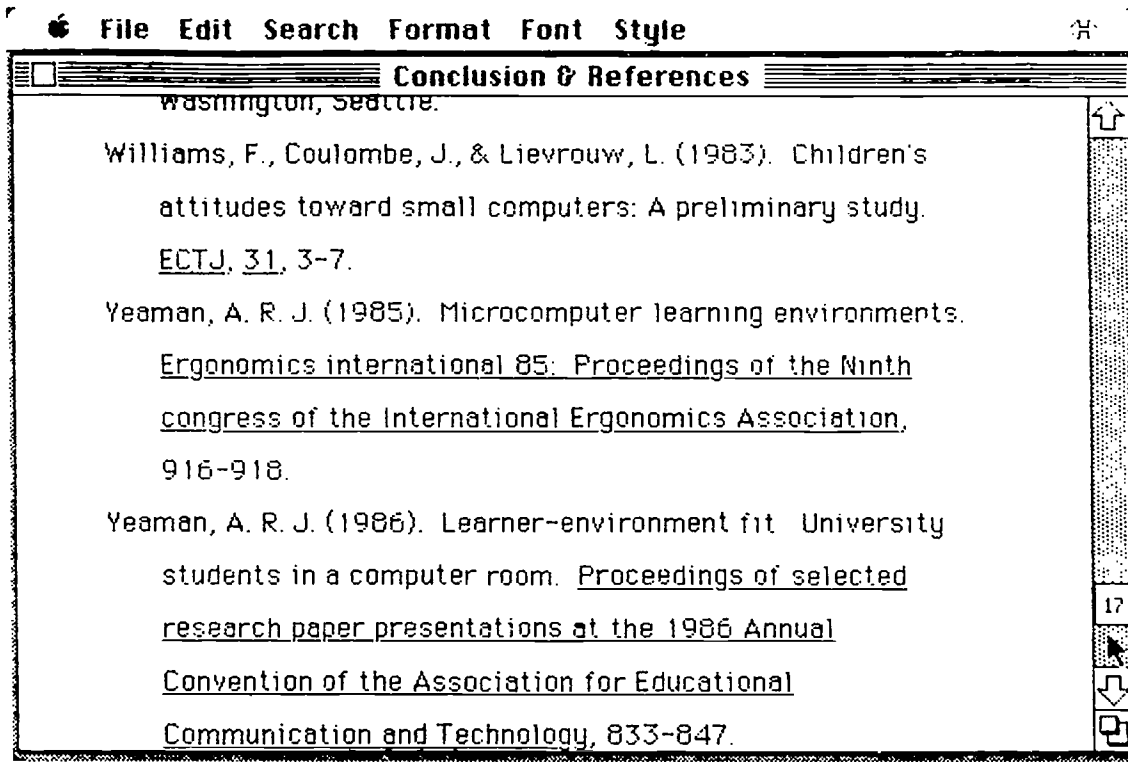 File Edit Search Format Font Style
Conclusion & References
Washington, Seattle.
Williams, F., Coulombe, J., & Lievrouw, L. (1983). Children's
attitudes toward small computers: A preliminary study.
ECTJ, 31, 3-7.
Yeaman, A. R. J. (1985). Microcomputer learning environments.
Ergonomics international 85: Proceedings of the Ninth
congress of the International Ergonomics Association,
916-918.
Yeaman, A. R. J. (1986). Learner-environment fit University
students in a computer room. Proceedings of selected
research paper presentations at the 1986 Annual
Convention of the Association for Educational
Communication and Technology, 833-847.
17